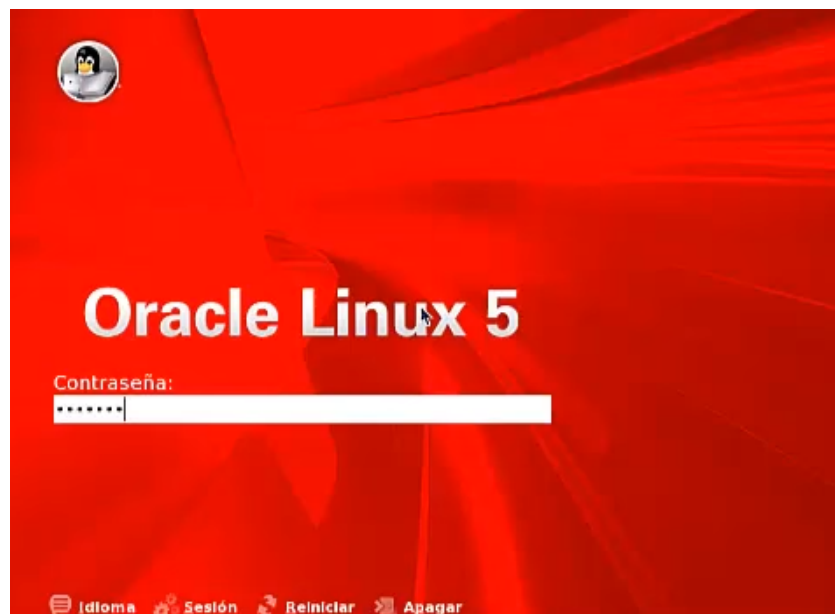 Oracle Linux 5
Contraseña:
•••••••
Idioma Sesión Reiniciar Apagar